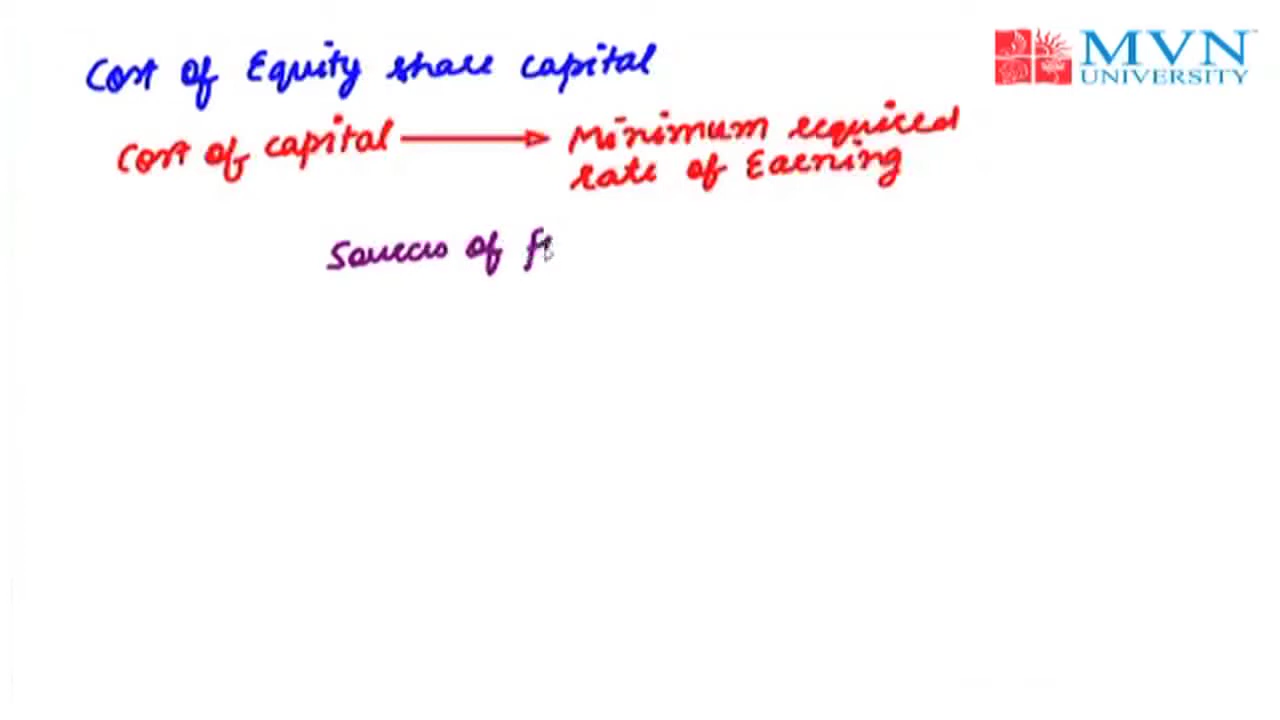 Cost of Equity share capital
MVN
UNIVERSITY
Cost of capital
Minimum required
rate of Earning
Sources of